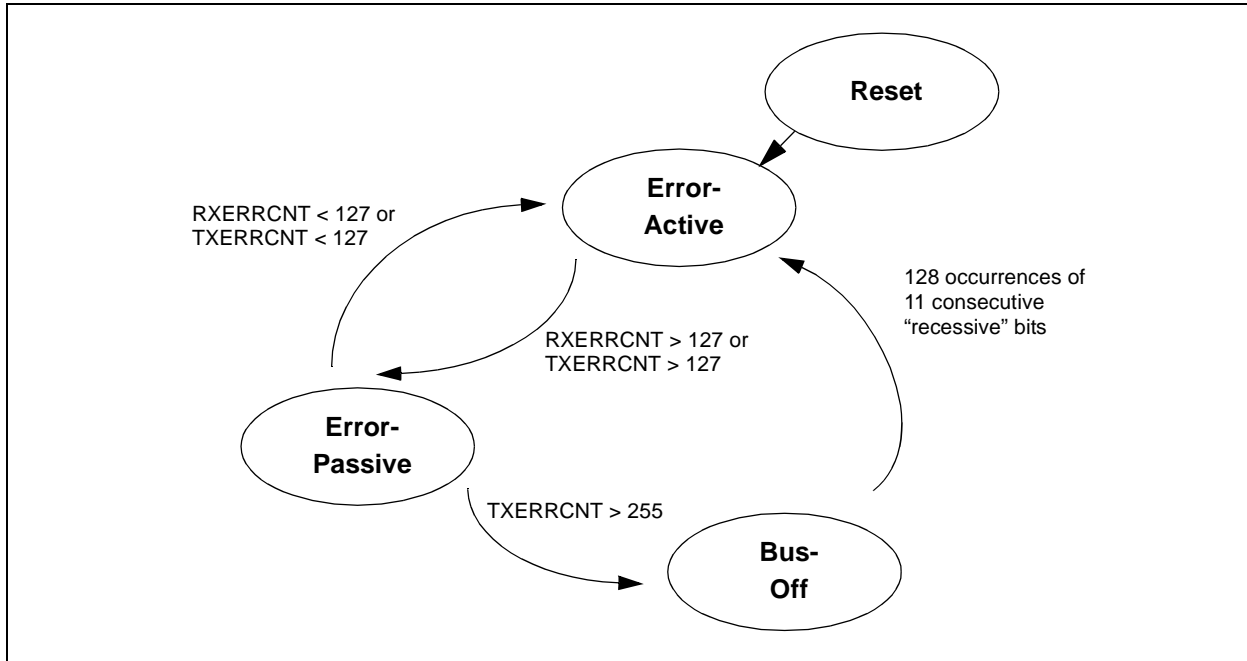 Reset
Error-
Active
RXERRCNT < 127 or
TXERRCNT < 127
128 occurrences of
11 consecutive
“recessive” bits
RXERRCNT > 127 or
TXERRCNT > 127
Error-
Passive
TXERRCNT > 255
Bus-
Off